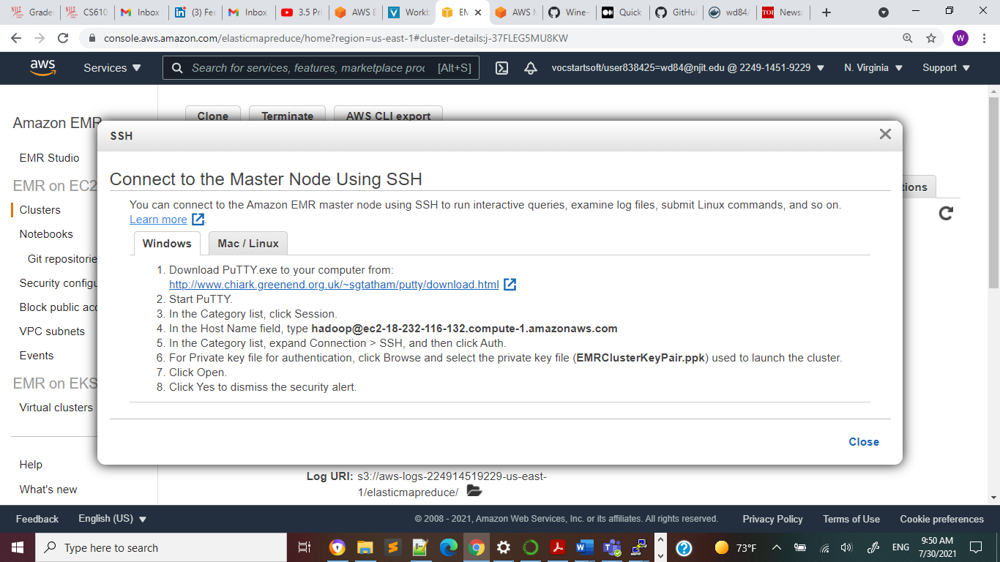 Grade
CS610
Inbox
(3) Fee
Inbox
3.5 Pri
AWS E
Workb
EM
AWS M
Wine-
Quick
GitHub
wd84/
TOI
News:
console.aws.amazon.com/elasticmapreduce/home?region=us-east-1#cluster-details:j-37FLEG5MU8KW
W
aws
Services
Search for services, features, marketplace proc
[Alt+S]
vocstartsoft/user838425=wd84@njit.edu @ 2249-1451-9229
N. Virginia
Support
Clone
Terminate
AWS CLI export
Amazon EMR
EMR Studio
EMR on EC2
Clusters
Notebooks
Git repositorie
Security configu
Block public acc
VPC subnets
Events
EMR on EKS
Virtual clusters
Help
What's new
SSH
Connect to the Master Node Using SSH
You can connect to the Amazon EMR master node using SSH to run interactive queries, examine log files, submit Linux commands, and so on.
Learn more .
Windows
Mac / Linux
1. Download PuTTY.exe to your computer from:
http://www.chiark.greenend.org.uk/~sgtatham/putty/download.html
2. Start PuTTY.
3. In the Category list, click Session.
4. In the Host Name field, type hadoop@ec2-18-232-116-132.compute-1.amazonaws.com
5. In the Category list, expand Connection > SSH, and then click Auth.
6. For Private key file for authentication, click Browse and select the private key file (EMRClusterKeyPair.ppk) used to launch the cluster.
7. Click Open.
8. Click Yes to dismiss the security alert.
Close
tions
Log URI: s3://aws-logs-224914519229-us-east-
1/elasticmapreduce/
Feedback
English (US)
© 2008 - 2021, Amazon Web Services, Inc. or its affiliates. All rights reserved.
Privacy Policy
Terms of Use
Cookie preferences
Type here to search
73°F
ENG
9:50 AM
7/30/2021